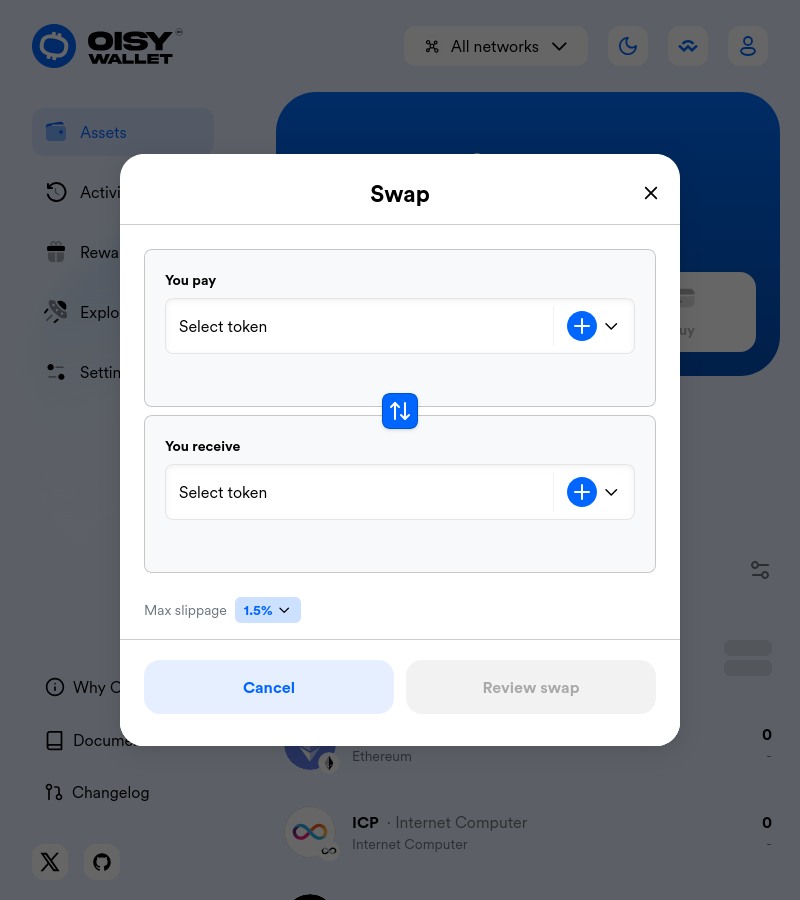 OISY
WALLET
All networks
Assets
Activi
Rewa
Explo
Settin
Swap
You pay
Select token
You receive
Select token
Max slippage 1.5%
Cancel
Review swap
uy
Why O
Docume
Changelog
0
Ethereum
-
ICP · Internet Computer
0
Internet Computer
-